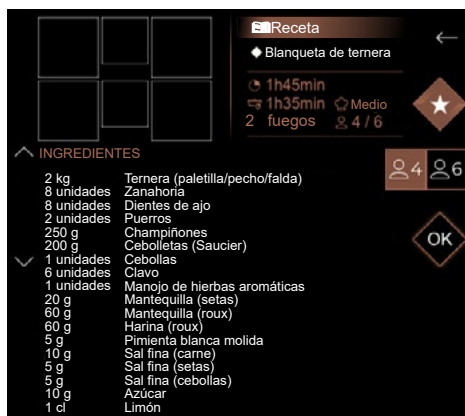 Receta
Blanqueta de ternera
1h45min
1h35min Medio
2 fuegos 4 / 6
INGREDIENTES
4 6
2 kg Ternera (paletilla/pecho/falda)
8 unidades Zanahoria
8 unidades Dientes de ajo
2 unidades Puerros
250 g Champiñones
200 g Cebolletas (Saucier)
1 unidades Cebollas
6 unidades Clavo
1 unidades Manojo de hierbas aromáticas
20 g Mantequilla (setas)
60 g Mantequilla (roux)
60 g Harina (roux)
5 g Pimienta blanca molida
10 g Sal fina (carne)
5 g Sal fina (setas)
5 g Sal fina (cebollas)
10 g Azúcar
1 cl Limón
OK